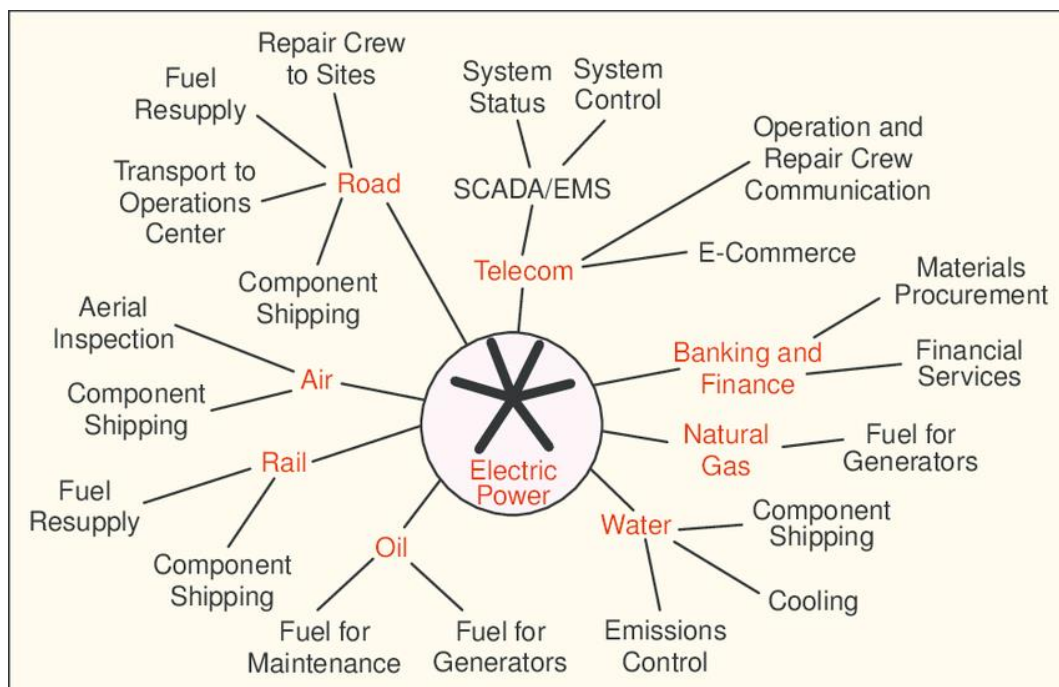 Repair Crew
to Sites
Fuel
Resupply
Transport to
Operations
Center
Road
Component
Shipping
System
Status
System
Control
SCADA/EMS
Telecom
Operation and
Repair Crew
Communication
E-Commerce
Materials
Procurement
Banking and
Finance
Financial
Services
Aerial
Inspection
Air
Component
Shipping
Natural
Gas
Fuel for
Generators
Rail
Fuel
Resupply
Component
Shipping
Electric
Power
Water
Component
Shipping
Cooling
Emissions
Control
Oil
Fuel for
Maintenance
Fuel for
Generators